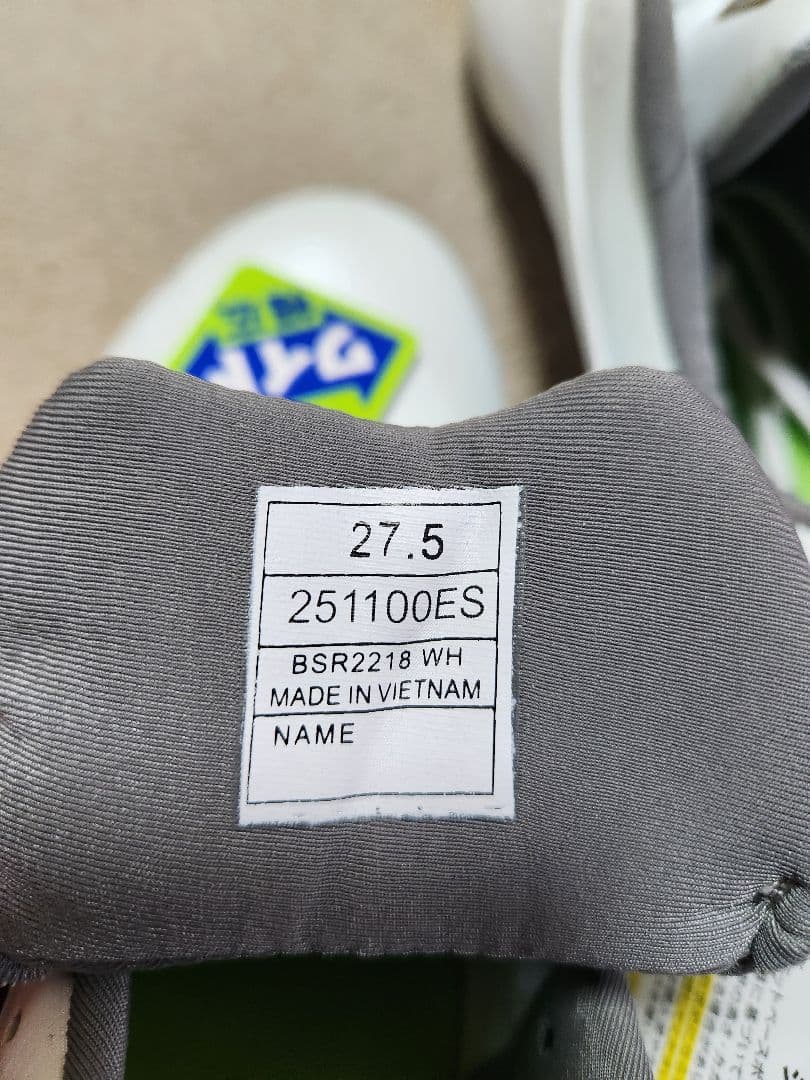 27.5
251100ES
BSR2218 WH
MADE IN VIETNAM
NAME